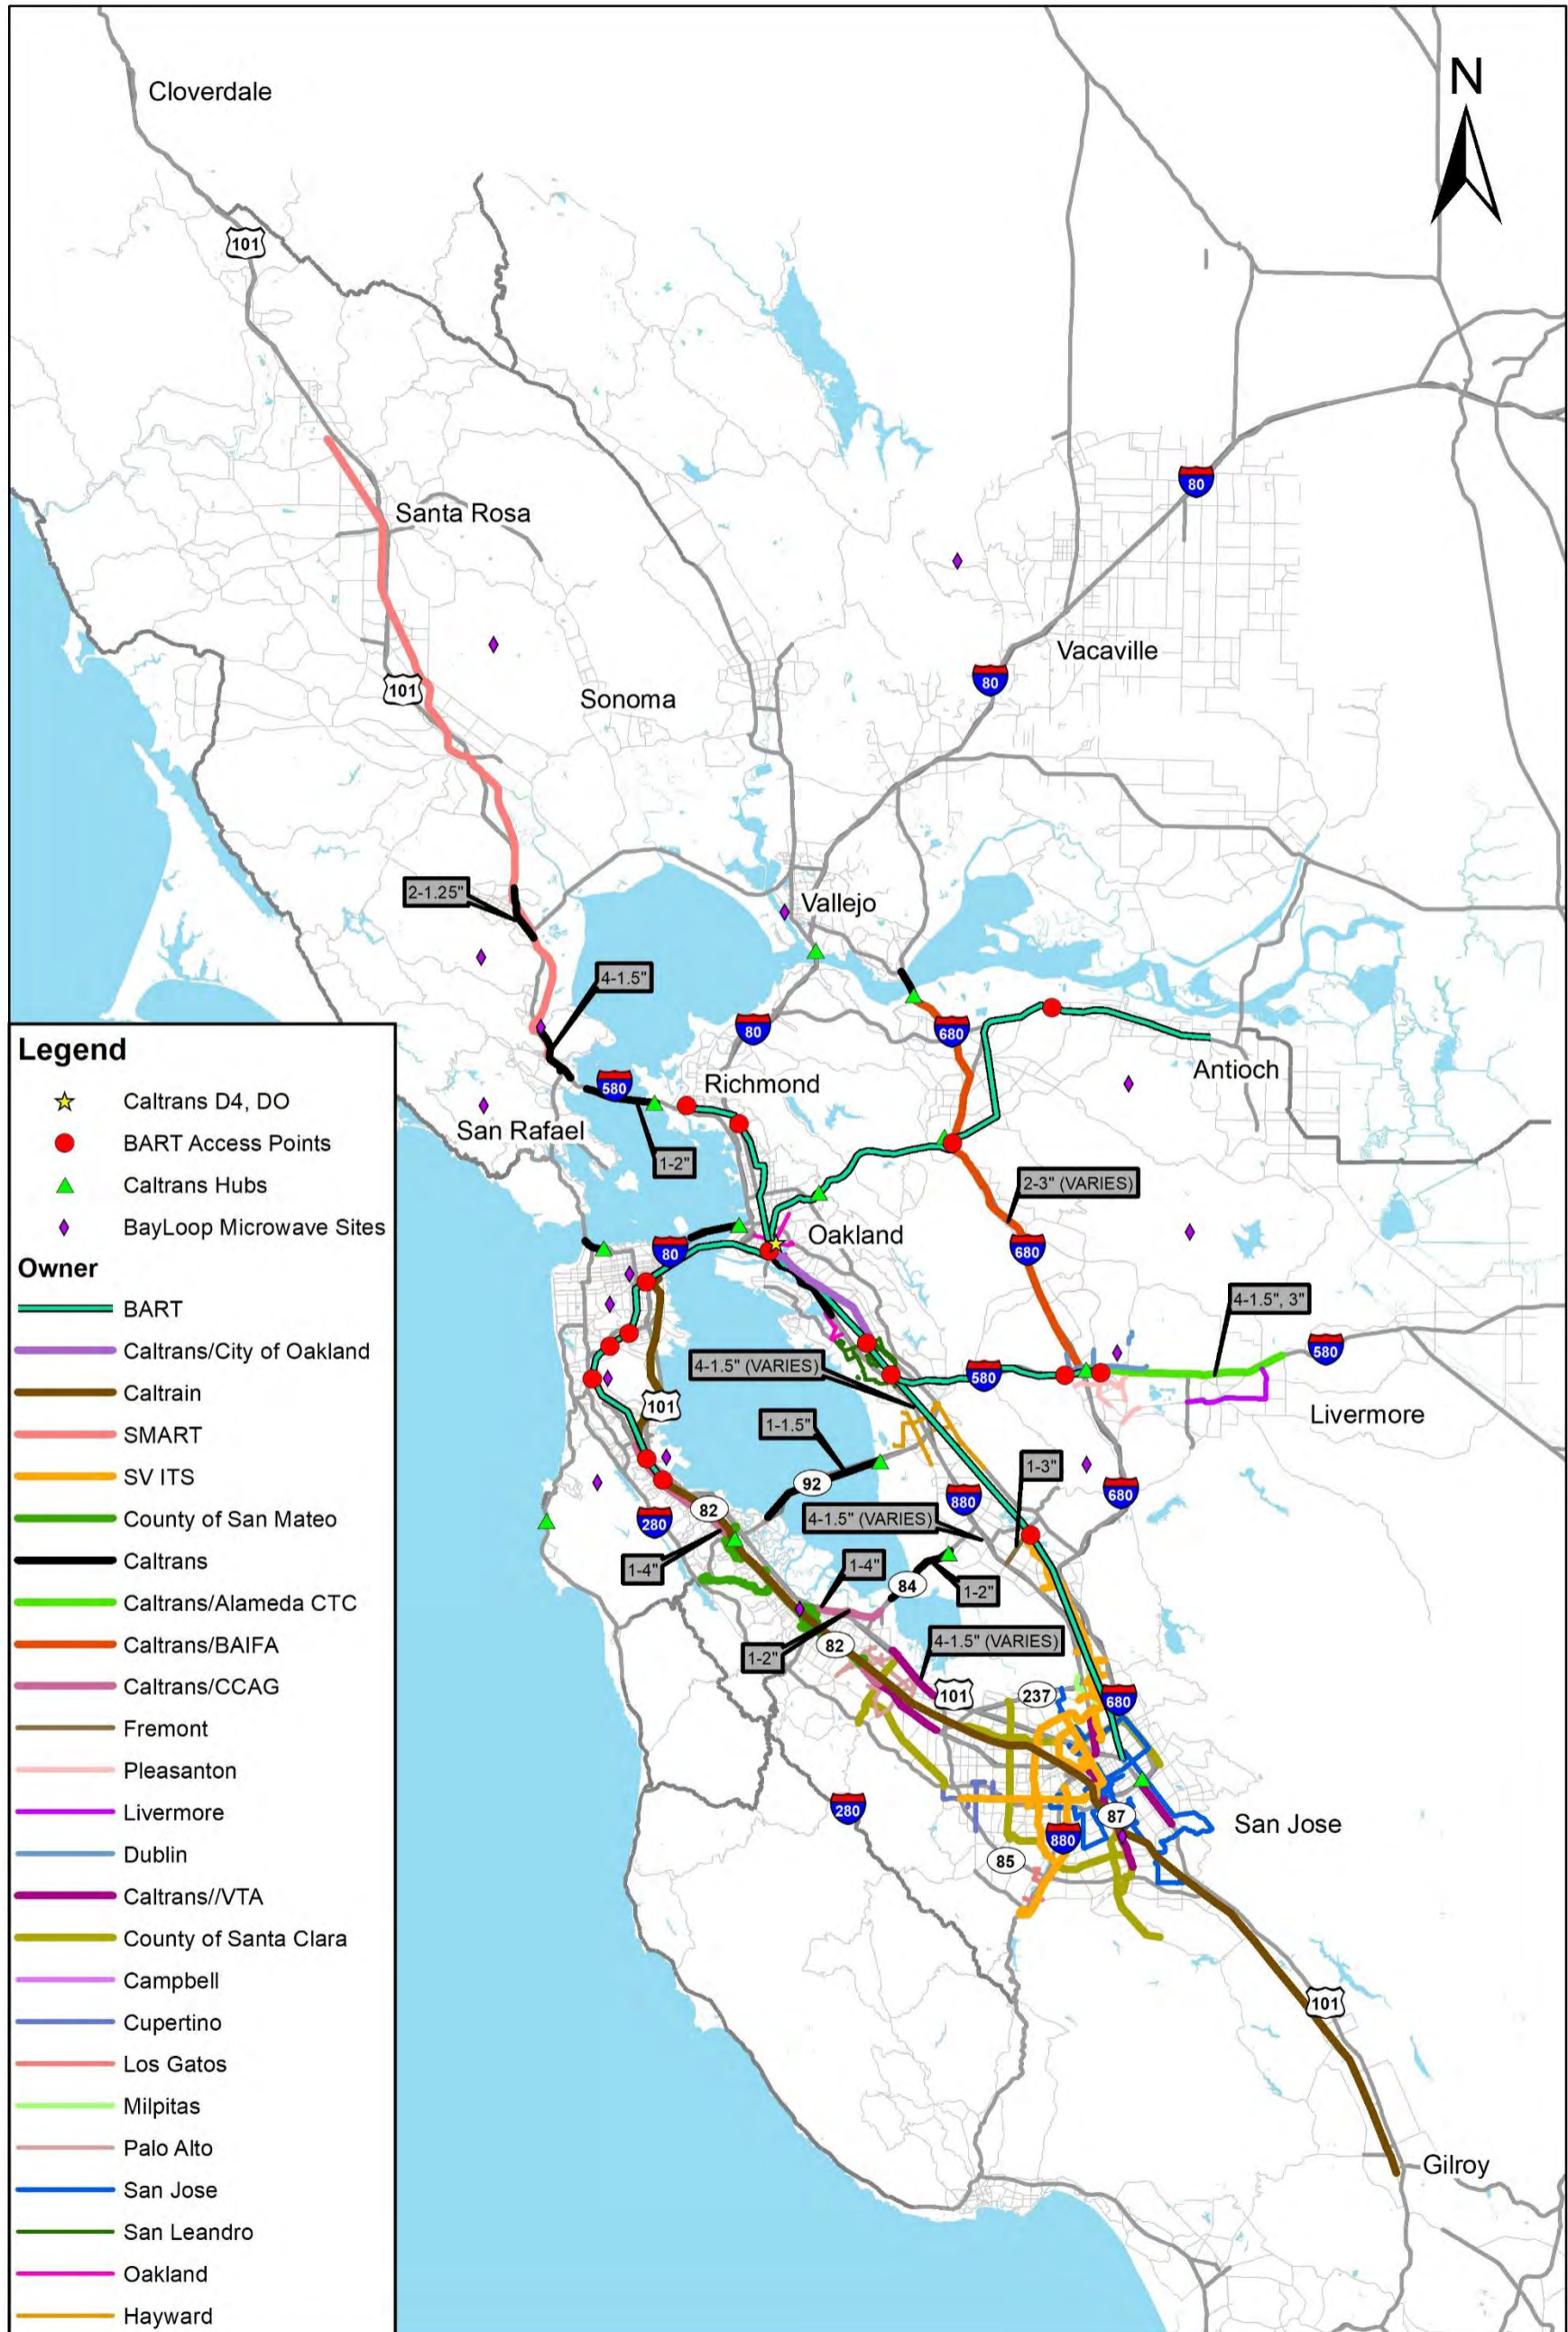 N
Cloverdale
101
Santa Rosa
80
Vacaville
80
101
Sonoma
2-1.25"
Vallejo
4-1.5"
80
680
Antioch
580
Richmond
San Rafael
1-2"
2-3" (VARIES)
Oakland
80
680
4-1.5", 3"
580
4-1.5" (VARIES)
580
101
Livermore
1-1.5"
92
1-3"
880
680
82
280
4-1.5" (VARIES)
1-4"
1-4"
84
1-2"
1-2"
82
4-1.5" (VARIES)
101
237
680
280
87
San Jose
880
85
101
Gilroy
Legend
Caltrans D4, DO
BART Access Points
Caltrans Hubs
BayLoop Microwave Sites
Owner
BART
Caltrans/City of Oakland
Caltrain
SMART
SV ITS
County of San Mateo
Caltrans
Caltrans/Alameda CTC
Caltrans/BAIFA
Caltrans/CCAG
Fremont
Pleasanton
Livermore
Dublin
Caltrans//VTA
County of Santa Clara
Campbell
Cupertino
Los Gatos
Milpitas
Palo Alto
San Jose
San Leandro
Oakland
Hayward